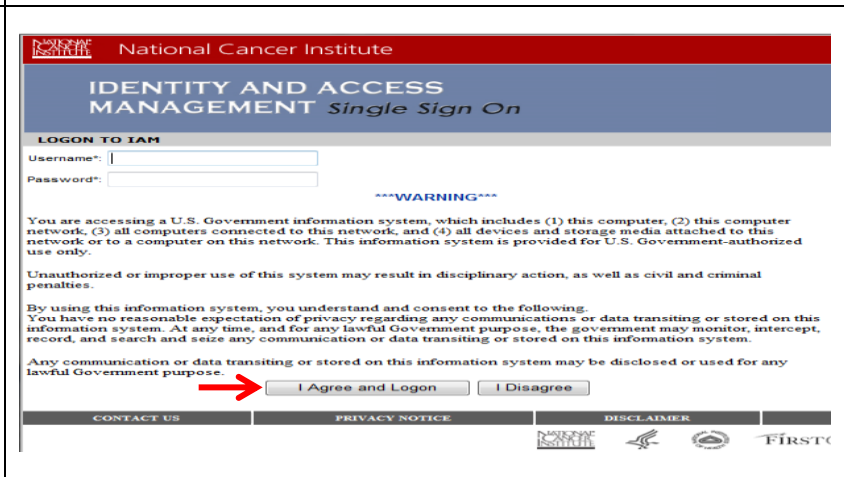 NATIONAL CANCER INSTITUTE National Cancer Institute
IDENTITY AND ACCESS
MANAGEMENT Single Sign On
LOGON TO IAM
Username*:
Password*:
***WARNING***
You are accessing a U.S. Government information system, which includes (1) this computer, (2) this computer
network, (3) all computers connected to this network, and (4) all devices and storage media attached to this
network or to a computer on this network. This information system is provided for U.S. Government-authorized
use only.
Unauthorized or improper use of this system may result in disciplinary action, as well as civil and criminal
penalties.
By using this information system, you understand and consent to the following.
You have no reasonable expectation of privacy regarding any communications or data transiting or stored on this
information system. At any time, and for any lawful Government purpose, the government may monitor, intercept,
record, and search and seize any communication or data transiting or stored on this information system.
Any communication or data transiting or stored on this information system may be disclosed or used for any
lawful Government purpose.
I Agree and Logon I Disagree
CONTACT US PRIVACY NOTICE DISCLAIMER
NATIONAL CANCER INSTITUTE